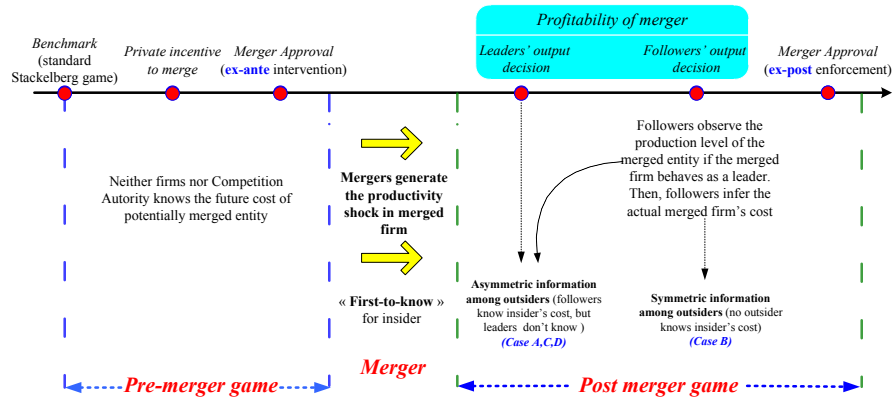 Profitability of merger
Benchmark
(standard
Stackelberg game)
Private incentive
to merge
Merger Approval
(ex-ante intervention)
Leaders' output
decision
Followers' output
decision
Merger Approval
(ex-post enforcement)
Neither firms nor Competition
Autority knows the future cost of
potentially merged entity
Mergers generate
the productivity
shock in merged
firm
« First-to-know »
for insider
Followers observe the
production level of the
merged entity if the merged
firm behaves as a leader.
Then, followers infer the
actual merged firm's cost
Asymmetric information
among outsiders (followers
know insider's cost, but
leaders don't know )
(Case A,C,D)
Symmetric information
among outsiders (no outsider
knows insider's cost)
(Case B)
Pre-merger game
Merger
Post merger game